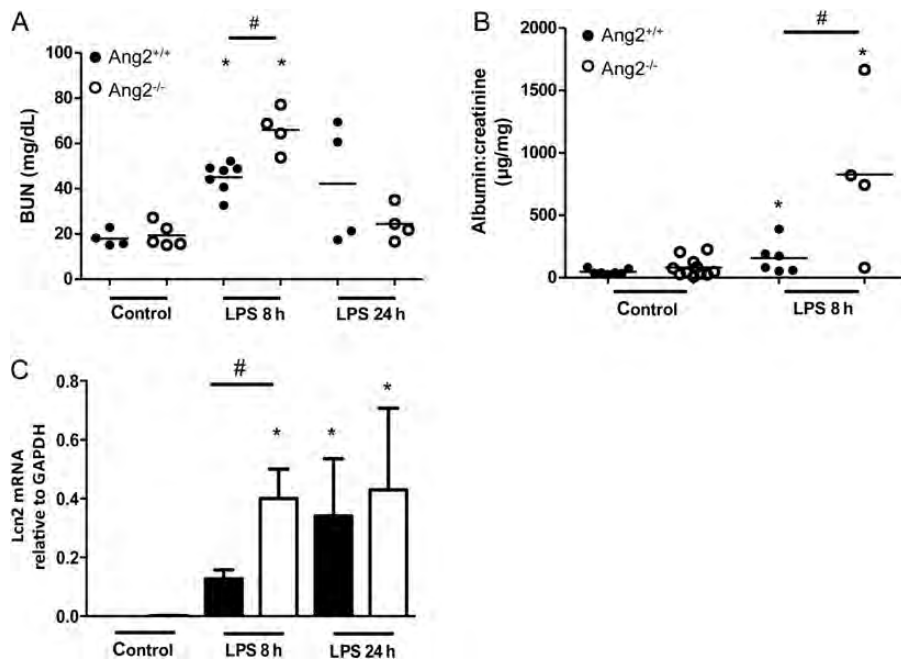 A
#
100
● Ang2+/+
* *
○ Ang2-/-
80
60
40
20
0
BUN (mg/dL)
Control
LPS 8 h
LPS 24 h
B
2000
● Ang2+/+
#
○ Ang2-/-
*
1500
1000
500
*
0
Albumin:creatinine
(µg/mg)
Control
LPS 8 h
C
0.8
#
*
0.6
* *
0.4
0.2
0.0
Lcn2 mRNA
relative to GAPDH
Control
LPS 8 h
LPS 24 h